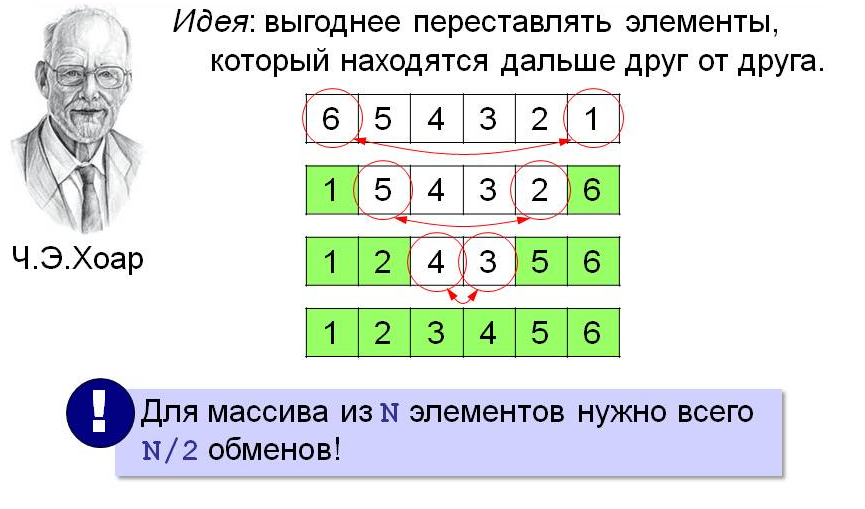 Идея: выгоднее переставлять элементы,
который находятся дальше друг от друга.
6 5 4 3 2 1
1 5 4 3 2 6
Ч.Э.Хоар
1 2 4 3 5 6
1 2 3 4 5 6
! Для массива из N элементов нужно всего
N/2 обменов!